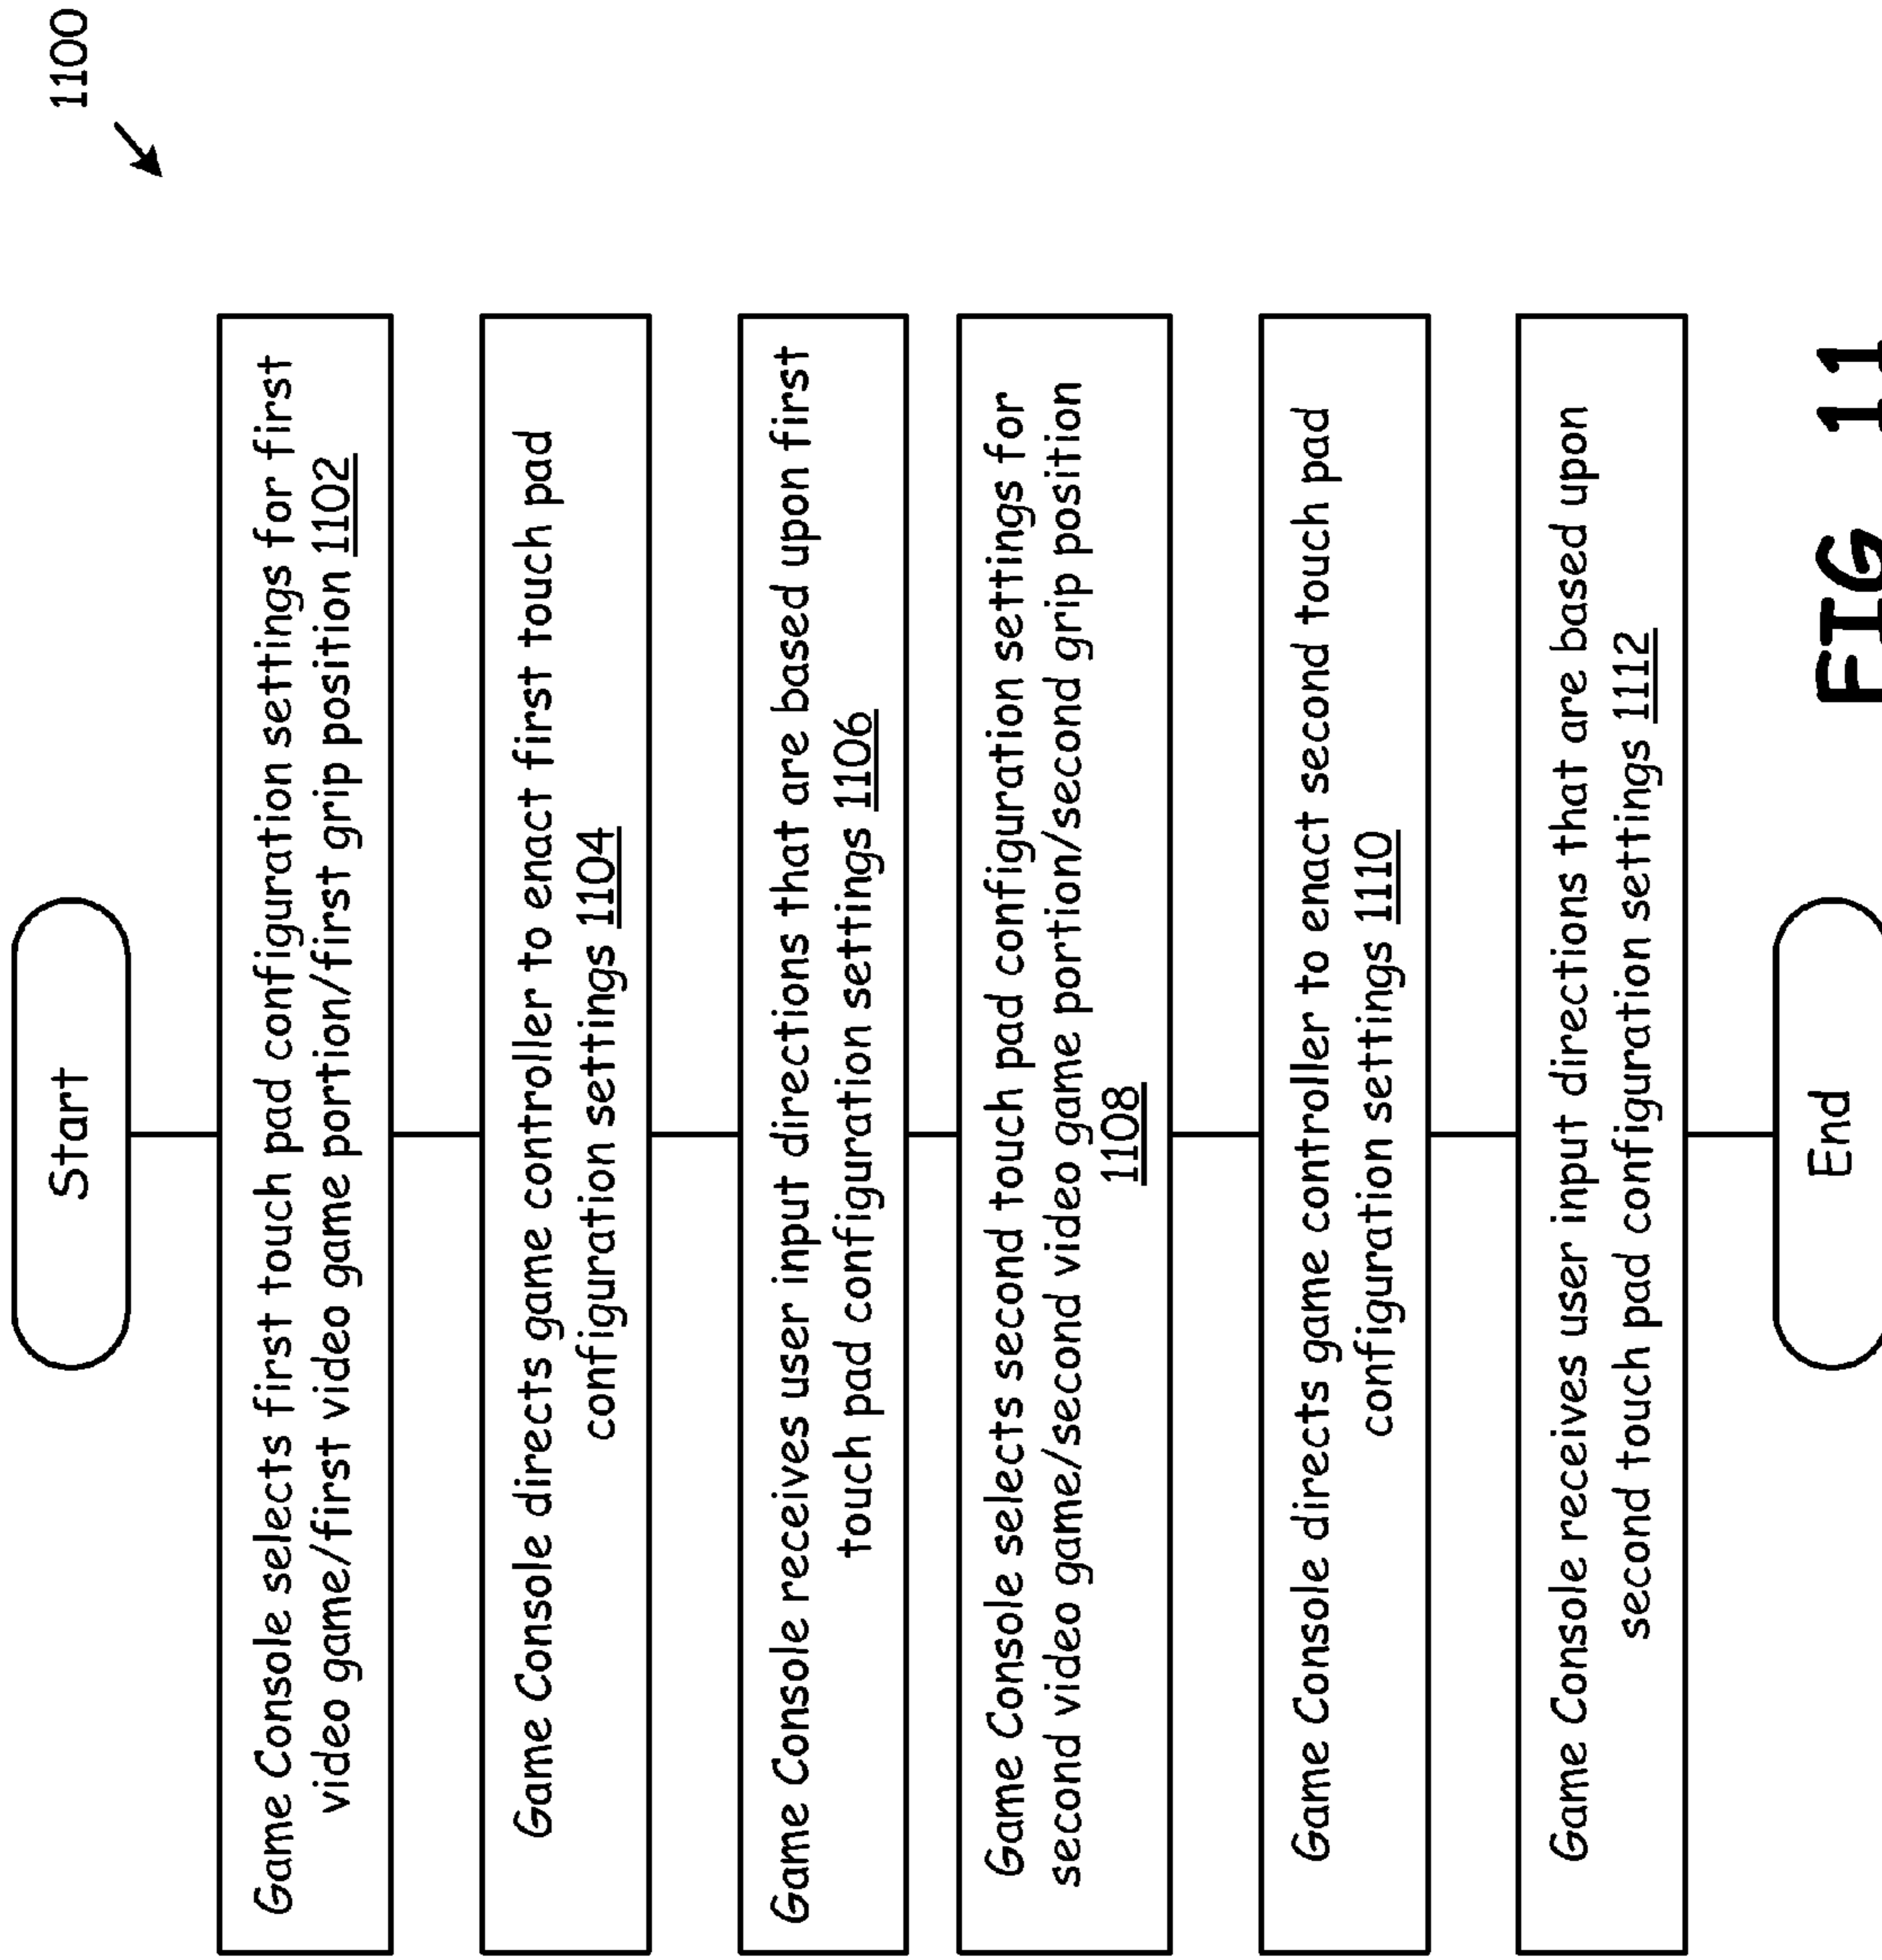 1100
Start
Game Console selects first touch pad configuration settings for first
video game/first video game portion/first grip position 1102
Game Console directs game controller to enact first touch pad
configuration settings 1104
Game Console receives user input directions that are based upon first
touch pad configuration settings 1106
Game Console selects second touch pad configuration settings for
second video game/second video game portion/second grip position
1108
Game Console directs game controller to enact second touch pad
configuration settings 1110
Game Console receives user input directions that are based upon
second touch pad configuration settings 1112
End
FIG 11